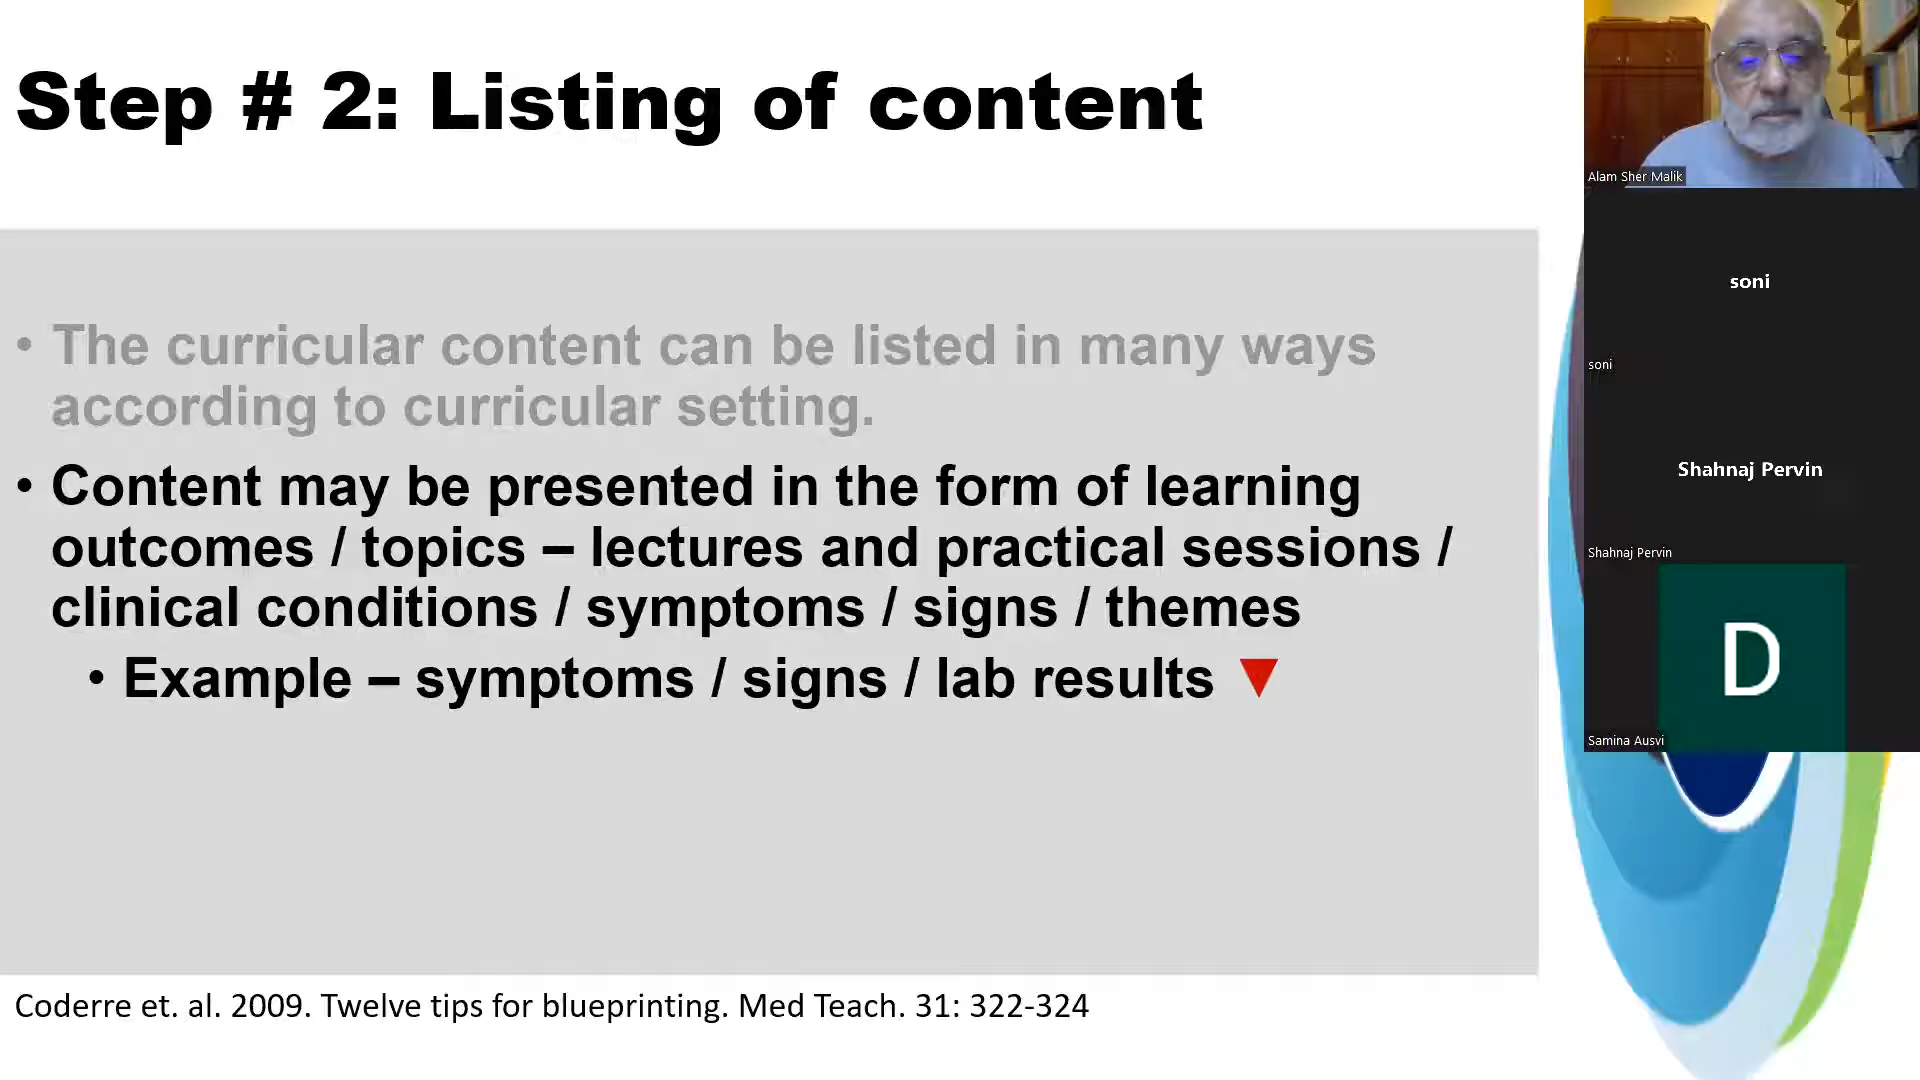 Step # 2: Listing of content
• The curricular content can be listed in many ways
according to curricular setting.
• Content may be presented in the form of learning
outcomes / topics – lectures and practical sessions /
clinical conditions / symptoms / signs / themes
• Example – symptoms / signs / lab results
Coderre et. al. 2009. Twelve tips for blueprinting. Med Teach. 31: 322-324
Alam Sher Malik
soni
soni
Shahnaj Pervin
Shahnaj Pervin
D
Samina Ausvi